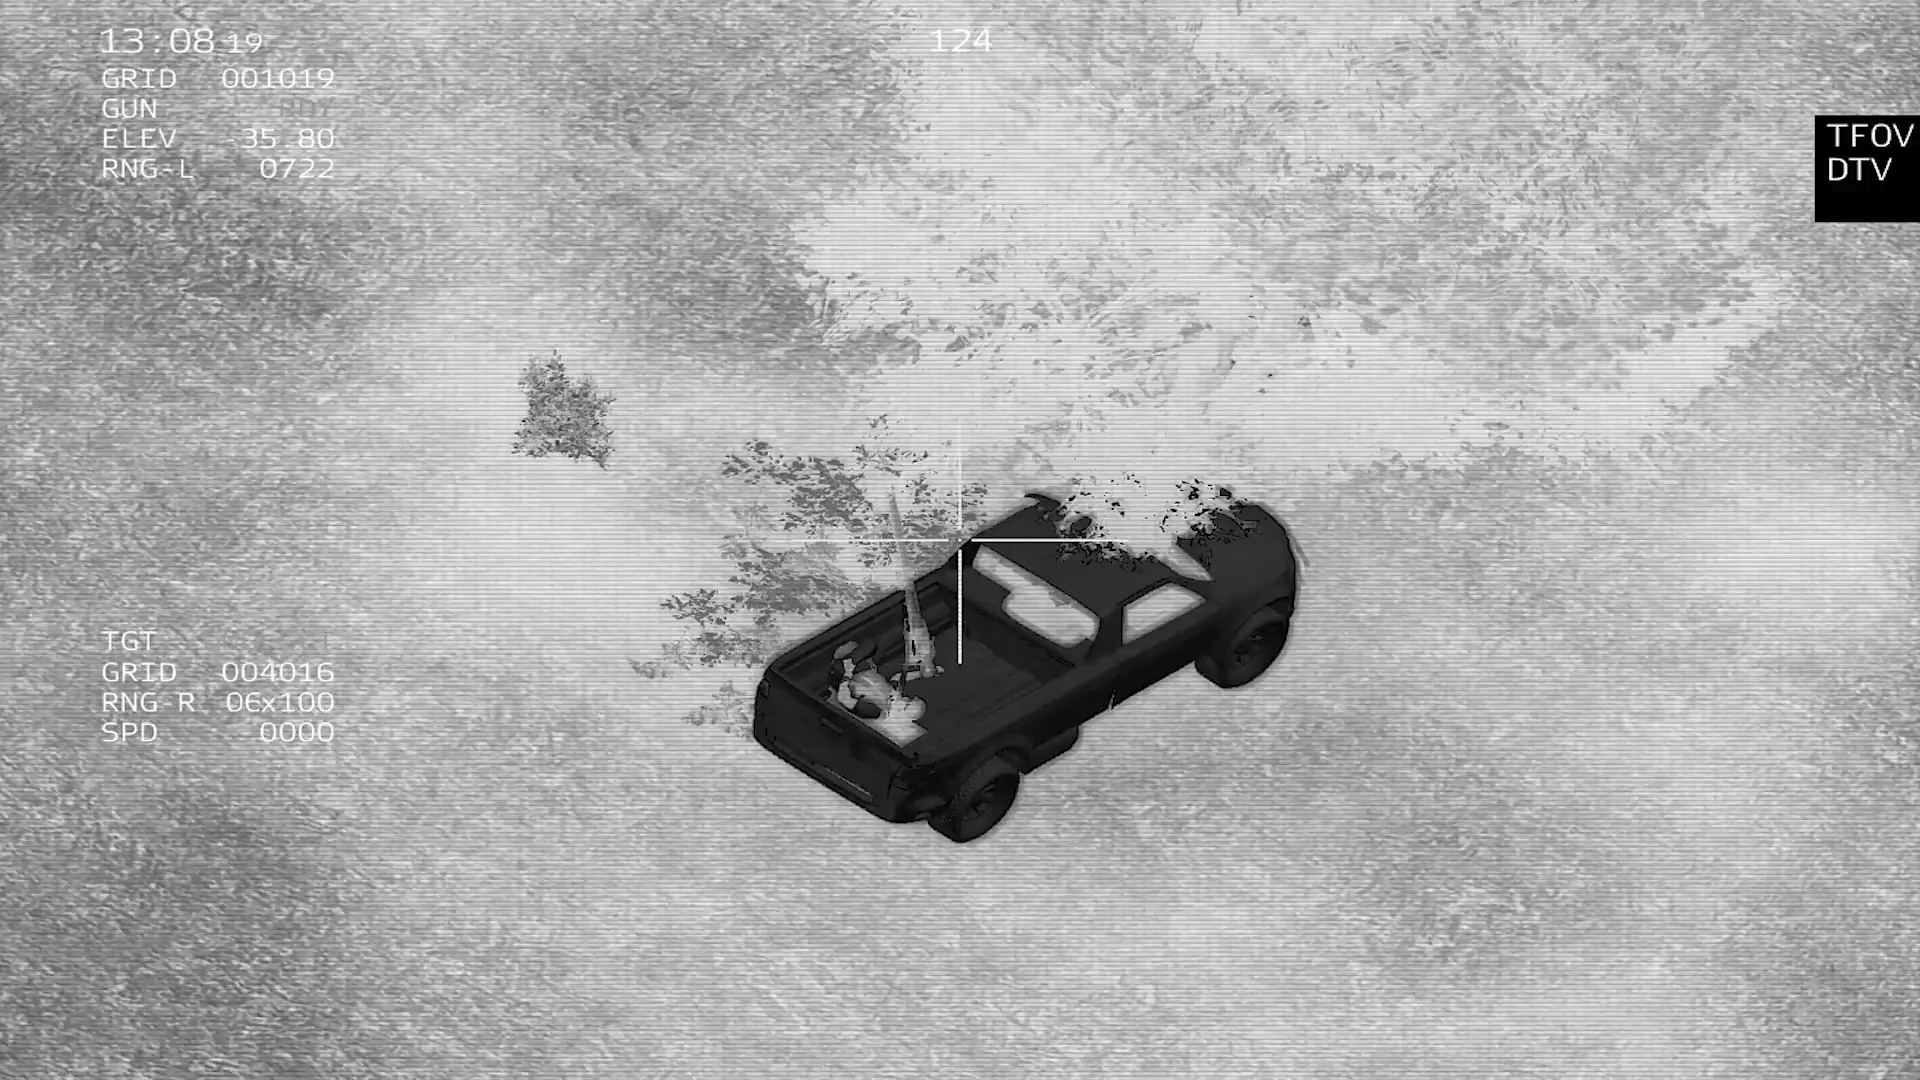 13:08 19
124
GRID 001019
GUN RDY
ELEV -35.80
RNG-L 0722
TFOV
DTV
TGT
GRID 004016
RNG-R 06x100
SPD 0000